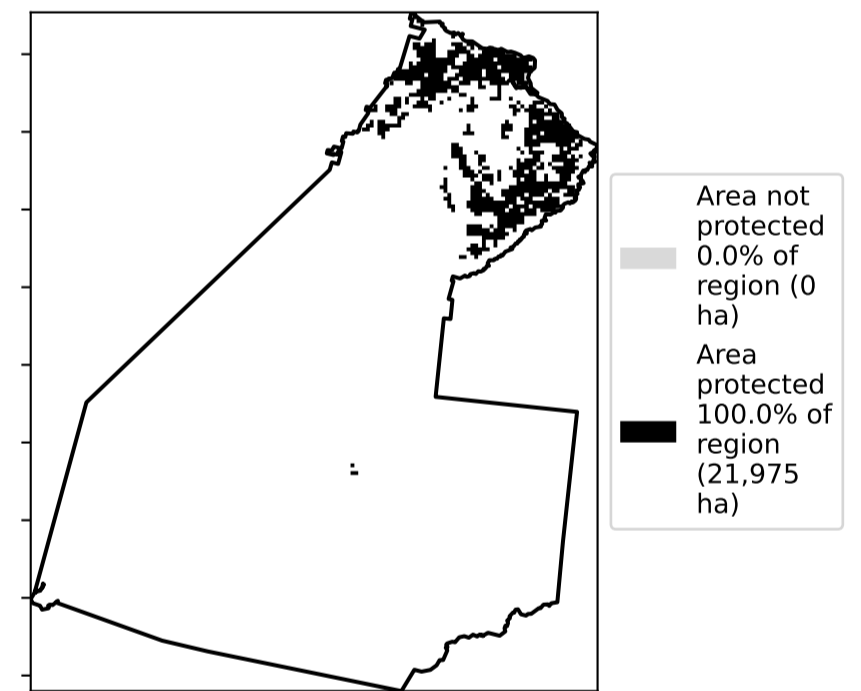 Area not
protected
0.0% of
region (0
ha)
Area
protected
100.0% of
region
(21,975
ha)